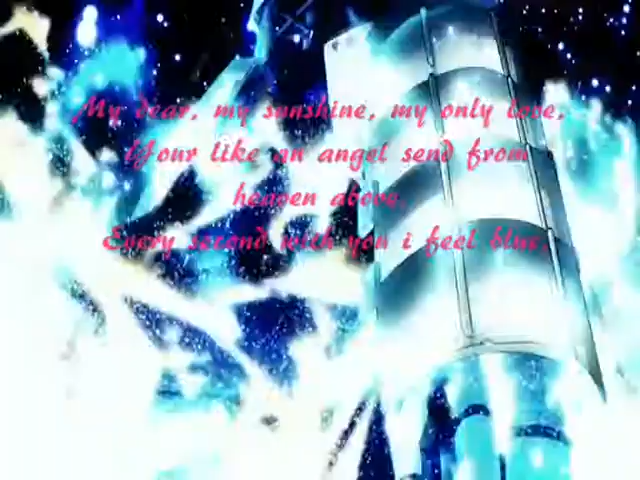 My dear, my sunshine, my only love,
Your like an angel send from
heaven above.
Every second with you i feel blue,